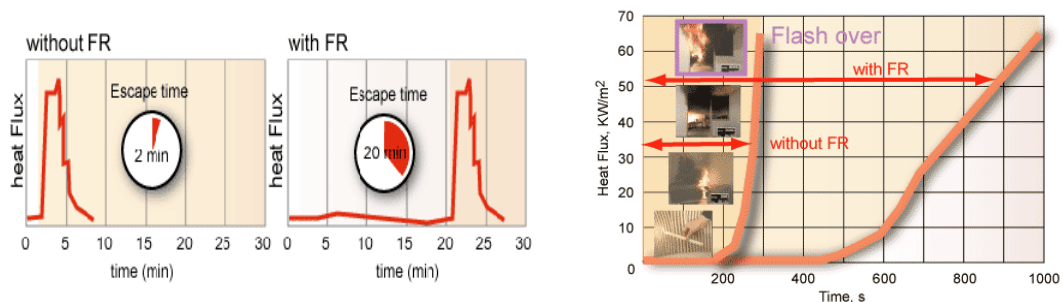 without FR
heat Flux
Escape time
2 min
0 5 10 15 20 25 30
time (min)
with FR
heat Flux
Escape time
20 min
0 5 10 15 20 25 30
time (min)
70
60
50
40
30
20
10
0
Heat Flux, KW/m2
Flash over
with FR
without FR
200 400 600 800 1000
Time, s